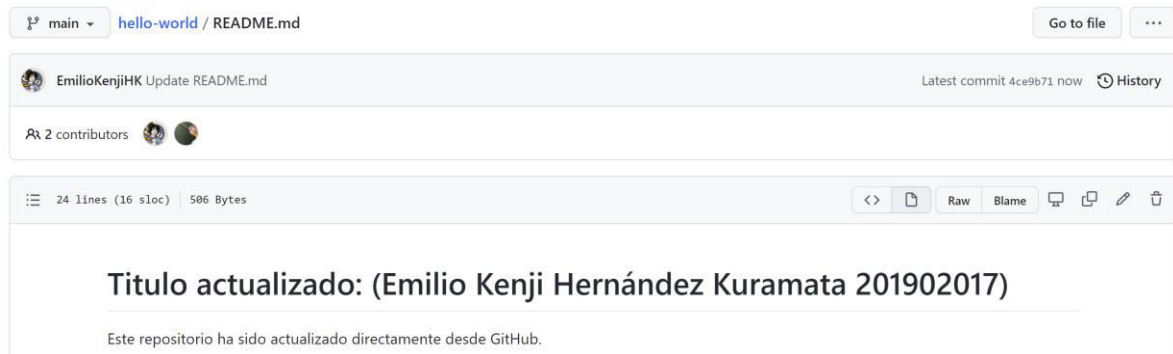 main hello-world / README.md Go to file ...
EmilioKenjiHK Update README.md Latest commit 4ce9b71 now History
2 contributors
24 lines (16 sloc) 506 Bytes <> Raw Blame
Titulo actualizado: (Emilio Kenji Hernández Kuramata 201902017)
Este repositorio ha sido actualizado directamente desde GitHub.